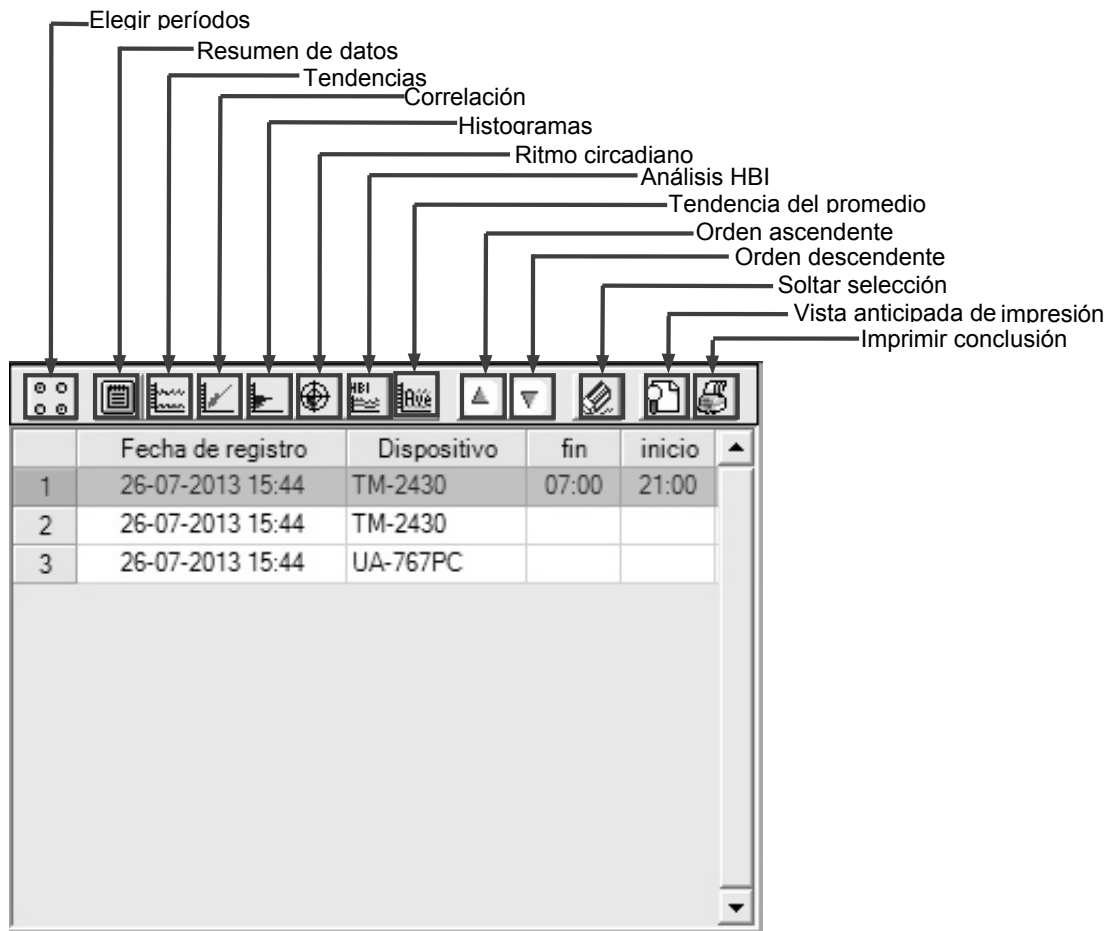 Elegir períodos
Resumen de datos
Tendencias
Correlación
Histogramas
Ritmo circadiano
Análisis HBI
Tendencia del promedio
Orden ascendente
Orden descendente
Soltar selección
Vista anticipada de impresión
Imprimir conclusión
HBI
Ave
Fecha de registro Dispositivo fin inicio
1 26-07-2013 15:44 TM-2430 07:00 21:00
2 26-07-2013 15:44 TM-2430
3 26-07-2013 15:44 UA-767PC